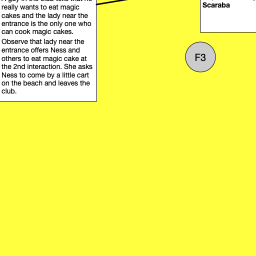 really wants to eat magic
cakes and the lady near the
entrance is the only one who
can cook magic cakes.
Observe that lady near the
entrance offers Ness and
others to eat magic cake at
the 2nd interaction. She asks
Ness to come by a little cart
on the beach and leaves the
club.
Scaraba
F3